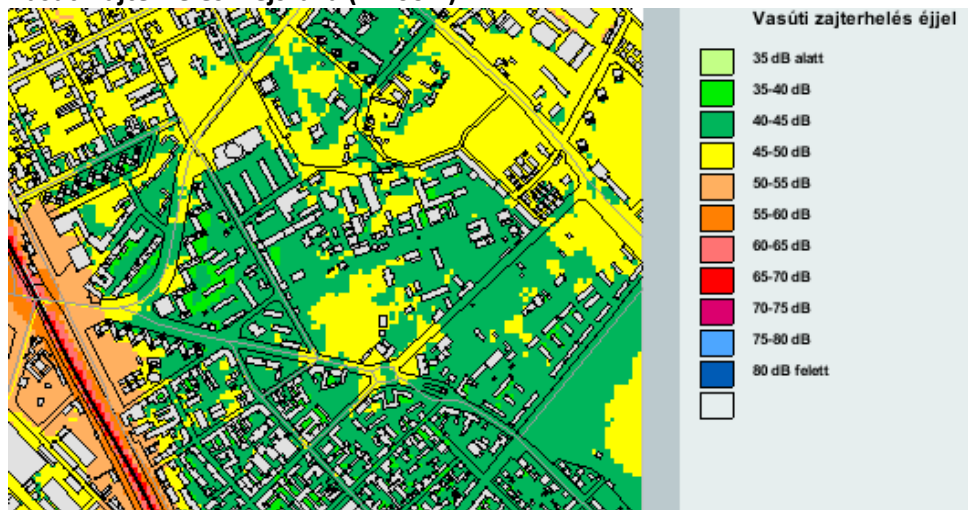 Vasúti zajterhelés éjjel
35 dB alatt
35-40 dB
40-45 dB
45-50 dB
50-55 dB
55-60 dB
60-65 dB
65-70 dB
70-75 dB
75-80 dB
80 dB felett